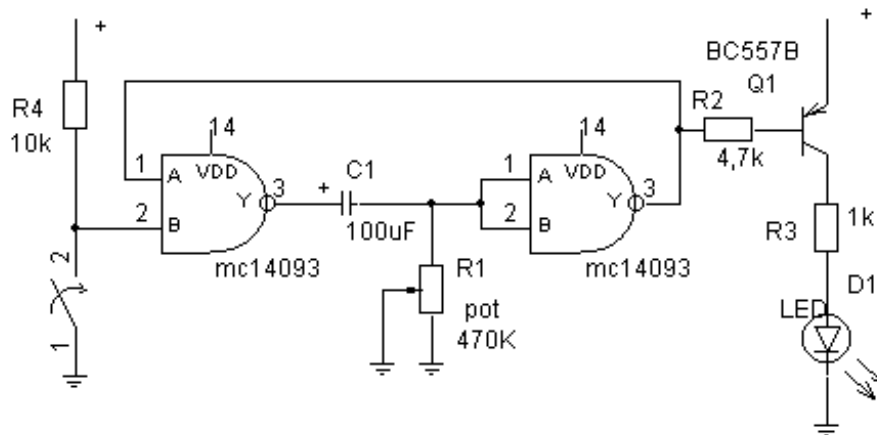 +
R4
10k
2
1
1
2
14
A
VDD
B
Y
3
mc14093
+
C1
100uF
R1
pot
470K
1
2
14
A
VDD
B
Y
3
mc14093
R2
4,7k
BC557B
Q1
+
R3
1k
D1
LED